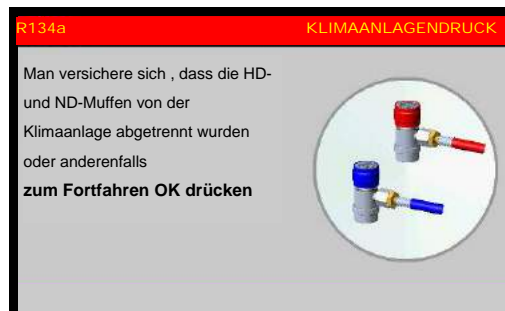 R134a KLIMAANLAGENDRUCK
Man versichere sich , dass die HD-
und ND-Muffen von der
Klimaanlage abgetrennt wurden
oder anderenfalls
zum Fortfahren OK drücken